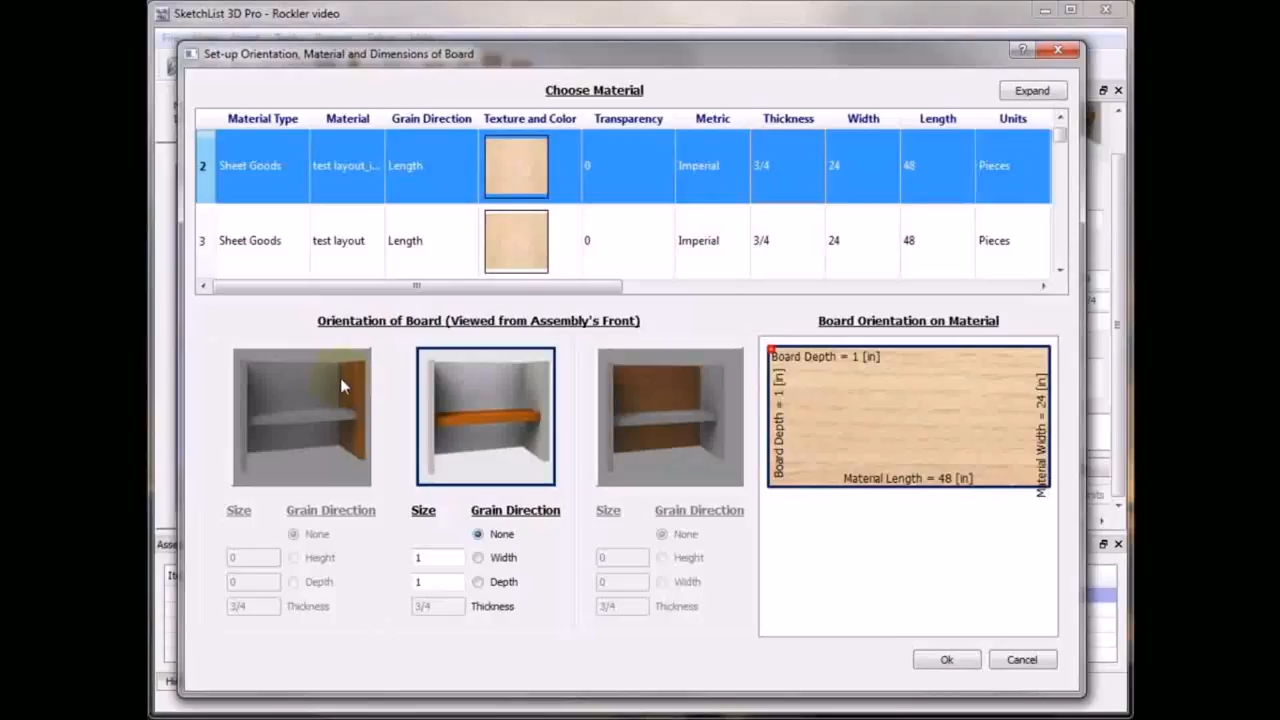 SketchList 3D Pro - Rockler video
Set-up Orientation, Material and Dimensions of Board
Choose Material
Expand
Material Type Material Grain Direction Texture and Color Transparency Metric Thickness Width Length Units
2 Sheet Goods test layout_i... Length 0 Imperial 3/4 24 48 Pieces
3 Sheet Goods test layout Length 0 Imperial 3/4 24 48 Pieces
Orientation of Board (Viewed from Assembly's Front)
Board Orientation on Material
Board Depth = 1 [in]
Board Depth = 1 [in]
Material Width = 24 [in]
Material Length = 48 [in]
Size Grain Direction Size Grain Direction Size Grain Direction
None None None
0 Height 1 Width 0 Height
0 Depth 1 Depth 0 Width
3/4 Thickness 3/4 Thickness 3/4 Thickness
Ok Cancel